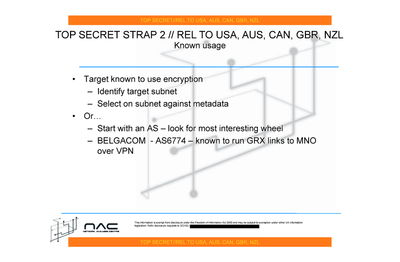 TOP SECRET//REL TO USA, AUS, CAN, GBR, NZL
TOP SECRET STRAP 2 // REL TO USA, AUS, CAN, GBR, NZL
Known usage
• Target known to use encryption
– Identify target subnet
– Select on subnet against metadata
• Or…
– Start with an AS – look for most interesting wheel
– BELGACOM - AS6774 – known to run GRX links to MNO
over VPN
NAC
NETWORK ANALYSIS CENTRE
This information is exempt from disclosure under the Freedom of Information Act 2000 and may be subject to exemption under other UK information
legislation. Refer disclosure requests to GCHQ
TOP SECRET//REL TO USA, AUS, CAN, GBR, NZL